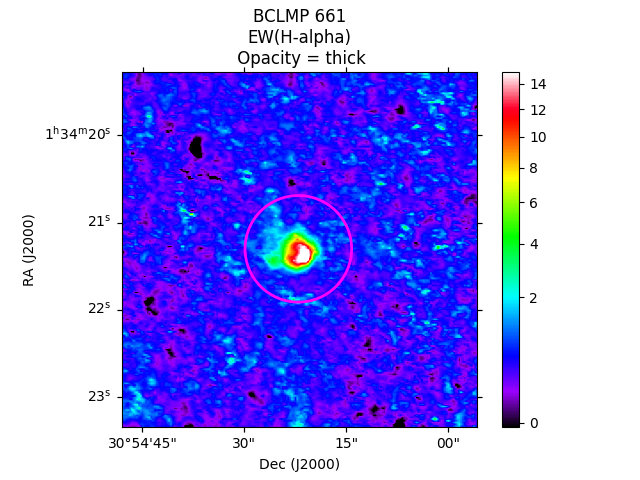 BCLMP 661
EW(H-alpha)
Opacity = thick
1h34m20s
21s
22s
23s
RA (J2000)
30°54'45"
30"
15"
00"
Dec (J2000)
14
12
10
8
6
4
2
0